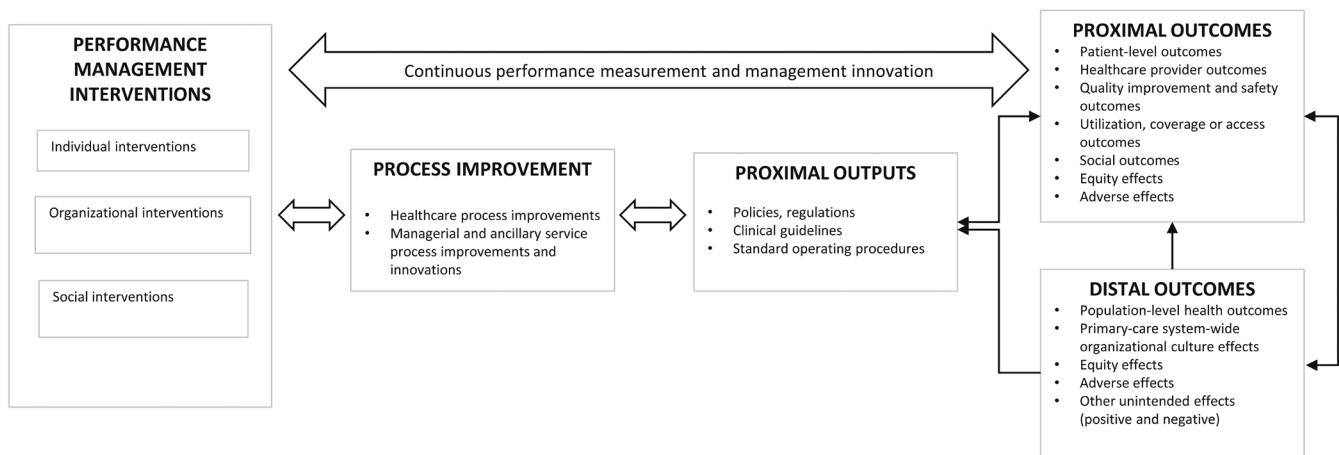 PERFORMANCE
MANAGEMENT
INTERVENTIONS
Individual interventions
Organizational interventions
Social interventions
Continuous performance measurement and management innovation
PROCESS IMPROVEMENT
• Healthcare process improvements
• Managerial and ancillary service
process improvements and
innovations
PROXIMAL OUTPUTS
• Policies, regulations
• Clinical guidelines
• Standard operating procedures
PROXIMAL OUTCOMES
• Patient-level outcomes
• Healthcare provider outcomes
• Quality improvement and safety
outcomes
• Utilization, coverage or access
outcomes
• Social outcomes
• Equity effects
• Adverse effects
DISTAL OUTCOMES
• Population-level health outcomes
• Primary-care system-wide
organizational culture effects
• Equity effects
• Adverse effects
• Other unintended effects
(positive and negative)